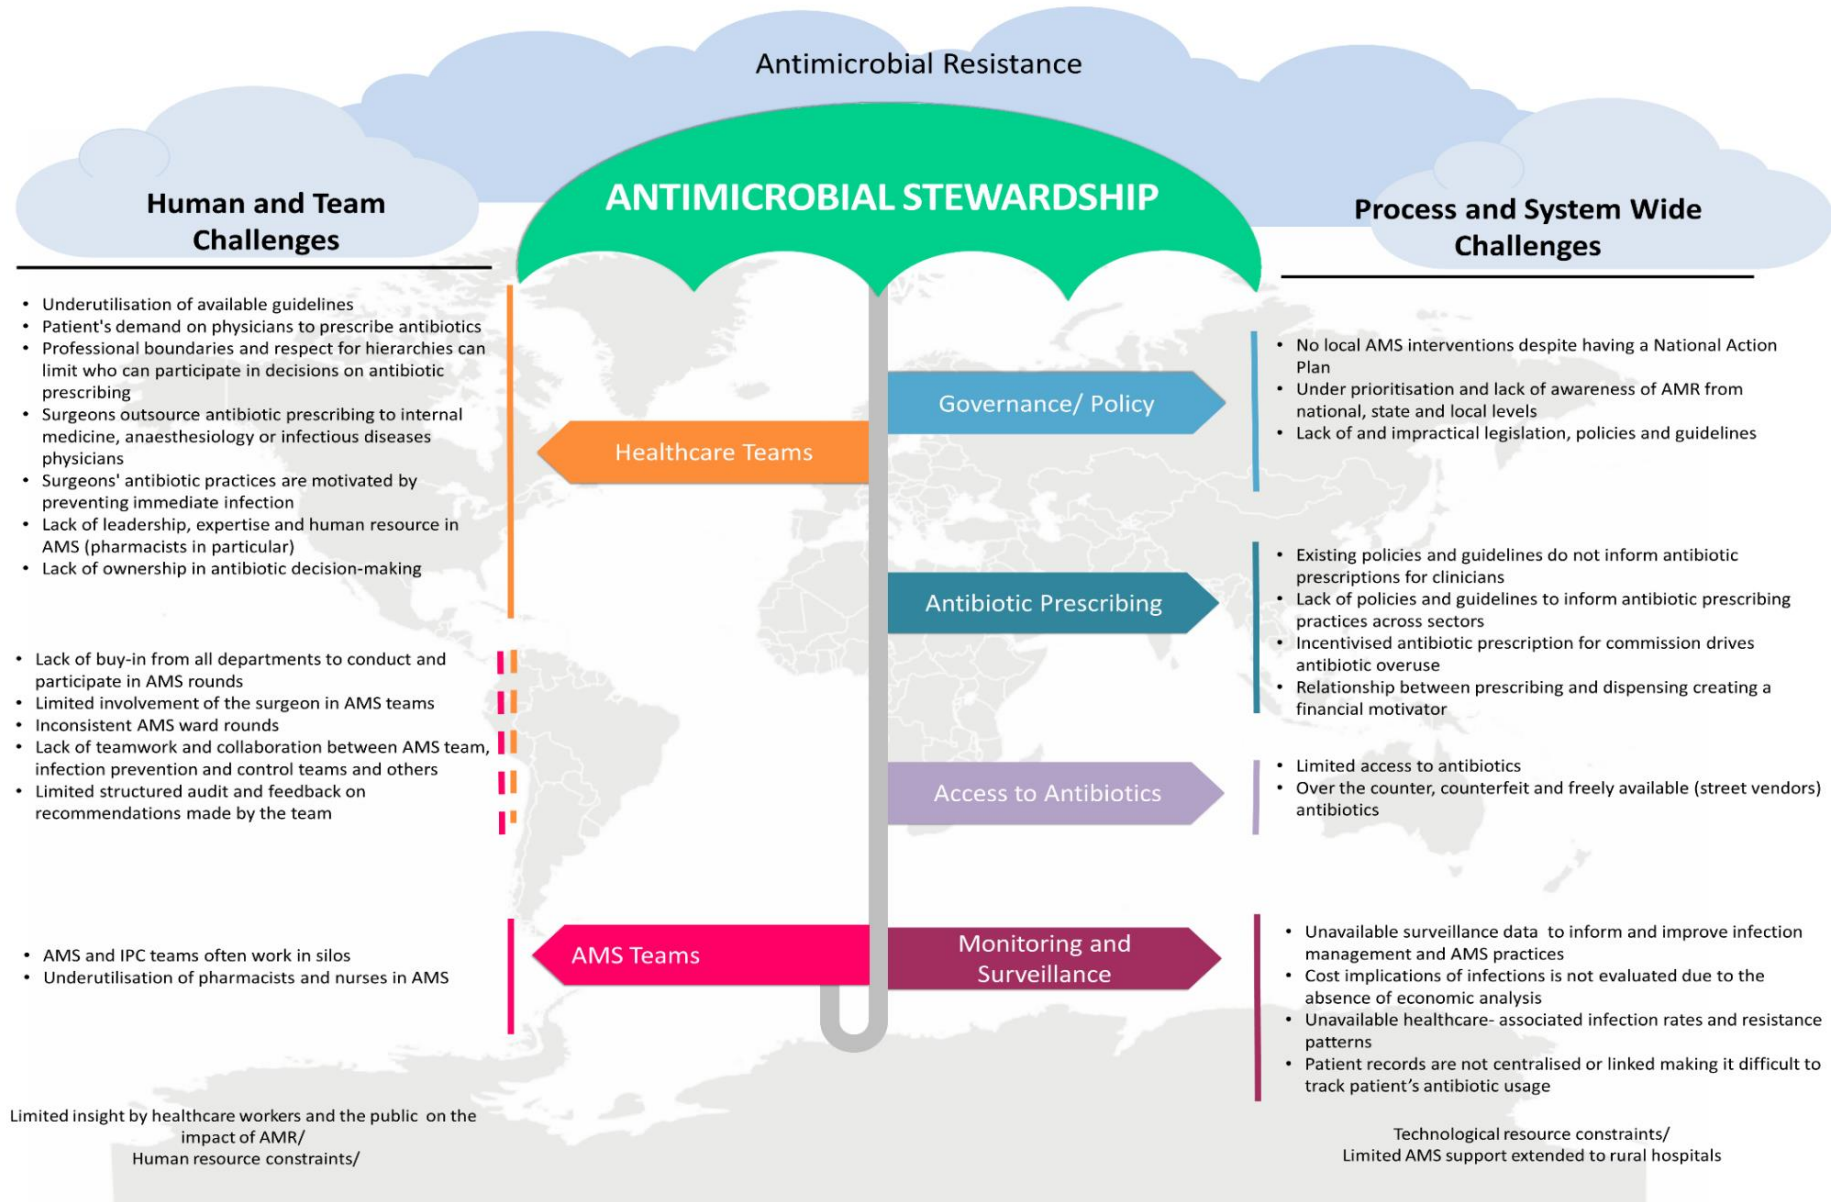 Antimicrobial Resistance
ANTIMICROBIAL STEWARDSHIP
Human and Team
Challenges
• Underutilisation of available guidelines
• Patient's demand on physicians to prescribe antibiotics
• Professional boundaries and respect for hierarchies can
limit who can participate in decisions on antibiotic
prescribing
• Surgeons outsource antibiotic prescribing to internal
medicine, anaesthesiology or infectious diseases
physicians
• Surgeons' antibiotic practices are motivated by
preventing immediate infection
• Lack of leadership, expertise and human resource in
AMS (pharmacists in particular)
• Lack of ownership in antibiotic decision-making
• Lack of buy-in from all departments to conduct and
participate in AMS rounds
• Limited involvement of the surgeon in AMS teams
• Inconsistent AMS ward rounds
• Lack of teamwork and collaboration between AMS team,
infection prevention and control teams and others
• Limited structured audit and feedback on
recommendations made by the team
• AMS and IPC teams often work in silos
• Underutilisation of pharmacists and nurses in AMS
Limited insight by healthcare workers and the public on the
impact of AMR/
Human resource constraints/
Healthcare Teams
AMS Teams
Governance/ Policy
Antibiotic Prescribing
Access to Antibiotics
Monitoring and
Surveillance
Process and System Wide
Challenges
• No local AMS interventions despite having a National Action
Plan
• Under prioritisation and lack of awareness of AMR from
national, state and local levels
• Lack of and impractical legislation, policies and guidelines
• Existing policies and guidelines do not inform antibiotic
prescriptions for clinicians
• Lack of policies and guidelines to inform antibiotic prescribing
practices across sectors
• Incentivised antibiotic prescription for commission drives
antibiotic overuse
• Relationship between prescribing and dispensing creating a
financial motivator
• Limited access to antibiotics
• Over the counter, counterfeit and freely available (street vendors)
antibiotics
• Unavailable surveillance data to inform and improve infection
management and AMS practices
• Cost implications of infections is not evaluated due to the
absence of economic analysis
• Unavailable healthcare- associated infection rates and resistance
patterns
• Patient records are not centralised or linked making it difficult to
track patient's antibiotic usage
Technological resource constraints/
Limited AMS support extended to rural hospitals